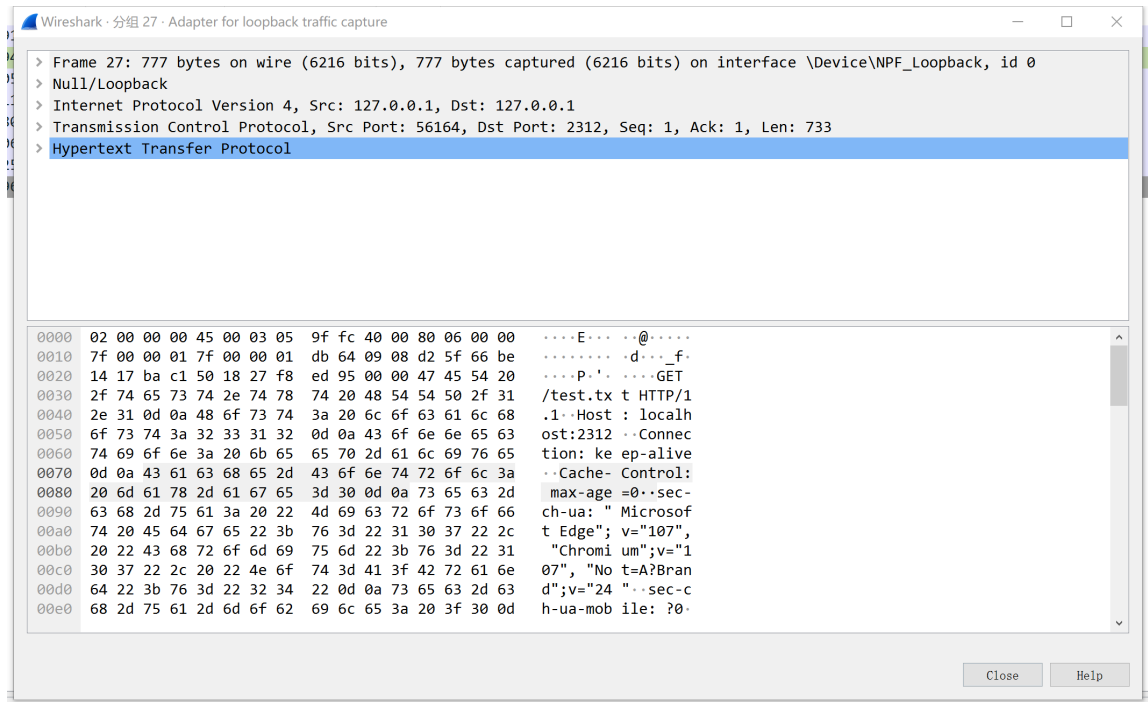 Wireshark · 分组 27 · Adapter for loopback traffic capture
Frame 27: 777 bytes on wire (6216 bits), 777 bytes captured (6216 bits) on interface \Device\NPF_Loopback, id 0
Null/Loopback
Internet Protocol Version 4, Src: 127.0.0.1, Dst: 127.0.0.1
Transmission Control Protocol, Src Port: 56164, Dst Port: 2312, Seq: 1, Ack: 1, Len: 733
Hypertext Transfer Protocol
0000 02 00 00 00 45 00 03 05 9f fc 40 00 80 06 00 00 ····E··· ··@·····
0010 7f 00 00 01 7f 00 00 01 db 64 09 08 d2 5f 66 be ········ ·d···_f·
0020 14 17 ba c1 50 18 27 f8 ed 95 00 00 47 45 54 20 ····P·'· ····GET
0030 2f 74 65 73 74 2e 74 78 74 20 48 54 54 50 2f 31 /test.tx t HTTP/1
0040 2e 31 0d 0a 48 6f 73 74 3a 20 6c 6f 63 61 6c 68 .1··Host : localh
0050 6f 73 74 3a 32 33 31 32 0d 0a 43 6f 6e 6e 65 63 ost:2312 ··Connec
0060 74 69 6f 6e 3a 20 6b 65 65 70 2d 61 6c 69 76 65 tion: ke ep-alive
0070 0d 0a 43 61 63 68 65 2d 43 6f 6e 74 72 6f 6c 3a ··Cache- Control:
0080 20 6d 61 78 2d 61 67 65 3d 30 0d 0a 73 65 63 2d max-age =0··sec-
0090 63 68 2d 75 61 3a 20 22 4d 69 63 72 6f 73 6f 66 ch-ua: " Microsof
00a0 74 20 45 64 67 65 22 3b 76 3d 22 31 30 37 22 2c t Edge"; v="107",
00b0 20 22 43 68 72 6f 6d 69 75 6d 22 3b 76 3d 22 31 "Chromi um";v="1
00c0 30 37 22 2c 20 22 4e 6f 74 3d 41 3f 42 72 61 6e 07", "No t=A?Bran
00d0 64 22 3b 76 3d 22 32 34 22 0d 0a 73 65 63 2d 63 d";v="24 "··sec-c
00e0 68 2d 75 61 2d 6d 6f 62 69 6c 65 3a 20 3f 30 0d h-ua-mob ile: ?0·
Close Help